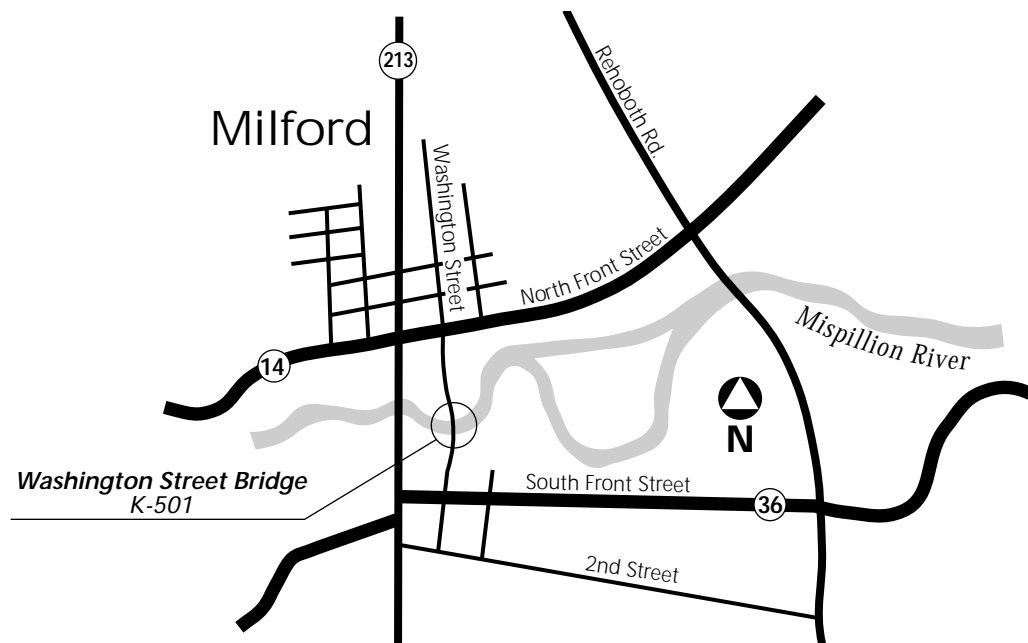 213
Rehoboth Rd.
Milford
Washington Street
North Front Street
Mispillion River
14
N
Washington Street Bridge
K-501
South Front Street
36
2nd Street